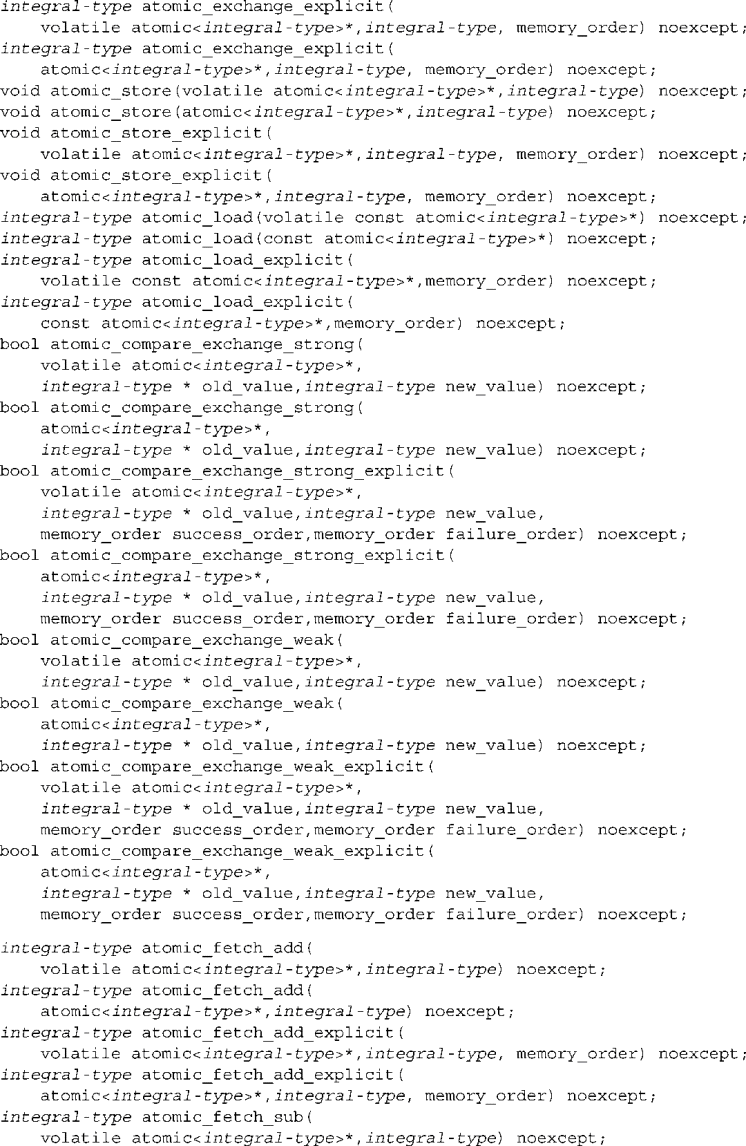 integral-type atomic_exchange_explicit(
    volatile atomic<integral-type>*,integral-type, memory_order) noexcept;
integral-type atomic_exchange_explicit(
    atomic<integral-type>*,integral-type, memory_order) noexcept;
void atomic_store(volatile atomic<integral-type>*,integral-type) noexcept;
void atomic_store(atomic<integral-type>*,integral-type) noexcept;
void atomic_store_explicit(
    volatile atomic<integral-type>*,integral-type, memory_order) noexcept;
void atomic_store_explicit(
    atomic<integral-type>*,integral-type, memory_order) noexcept;
integral-type atomic_load(volatile const atomic<integral-type>*) noexcept;
integral-type atomic_load(const atomic<integral-type>*) noexcept;
integral-type atomic_load_explicit(
    volatile const atomic<integral-type>*,memory_order) noexcept;
integral-type atomic_load_explicit(
    const atomic<integral-type>*,memory_order) noexcept;
bool atomic_compare_exchange_strong(
    volatile atomic<integral-type>*,
    integral-type * old_value,integral-type new_value) noexcept;
bool atomic_compare_exchange_strong(
    atomic<integral-type>*,
    integral-type * old_value,integral-type new_value) noexcept;
bool atomic_compare_exchange_strong_explicit(
    volatile atomic<integral-type>*,
    integral-type * old_value,integral-type new_value,
    memory_order success_order,memory_order failure_order) noexcept;
bool atomic_compare_exchange_strong_explicit(
    atomic<integral-type>*,
    integral-type * old_value,integral-type new_value,
    memory_order success_order,memory_order failure_order) noexcept;
bool atomic_compare_exchange_weak(
    volatile atomic<integral-type>*,
    integral-type * old_value,integral-type new_value) noexcept;
bool atomic_compare_exchange_weak(
    atomic<integral-type>*,
    integral-type * old_value,integral-type new_value) noexcept;
bool atomic_compare_exchange_weak_explicit(
    volatile atomic<integral-type>*,
    integral-type * old_value,integral-type new_value,
    memory_order success_order,memory_order failure_order) noexcept;
bool atomic_compare_exchange_weak_explicit(
    atomic<integral-type>*,
    integral-type * old_value,integral-type new_value,
    memory_order success_order,memory_order failure_order) noexcept;
integral-type atomic_fetch_add(
    volatile atomic<integral-type>*,integral-type) noexcept;
integral-type atomic_fetch_add(
    atomic<integral-type>*,integral-type) noexcept;
integral-type atomic_fetch_add_explicit(
    volatile atomic<integral-type>*,integral-type, memory_order) noexcept;
integral-type atomic_fetch_add_explicit(
    atomic<integral-type>*,integral-type, memory_order) noexcept;
integral-type atomic_fetch_sub(
    volatile atomic<integral-type>*,integral-type) noexcept;